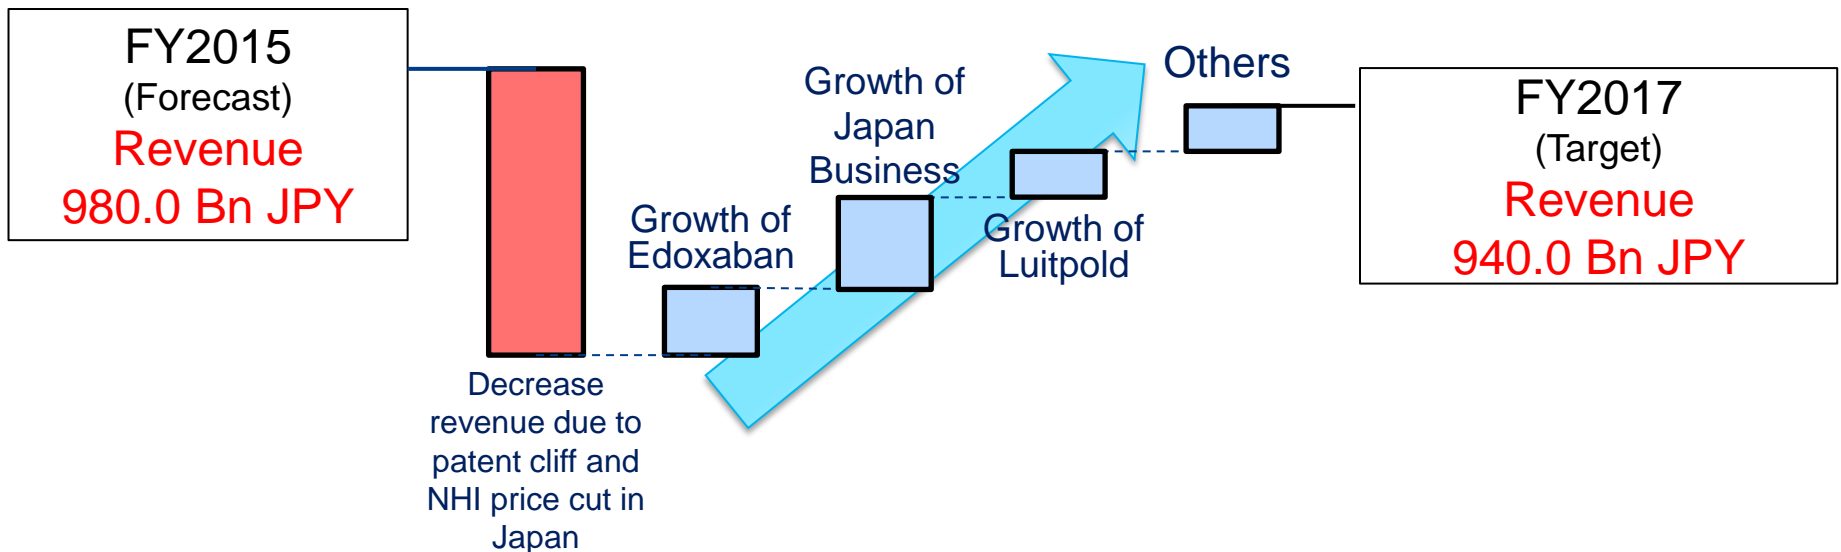 FY2015
(Forecast)
Revenue
980.0 Bn JPY
Decrease
revenue due to
patent cliff and
NHI price cut in
Japan
Growth of
Edoxaban
Growth of
Japan
Business
Growth of
Luitpold
Others
FY2017
(Target)
Revenue
940.0 Bn JPY